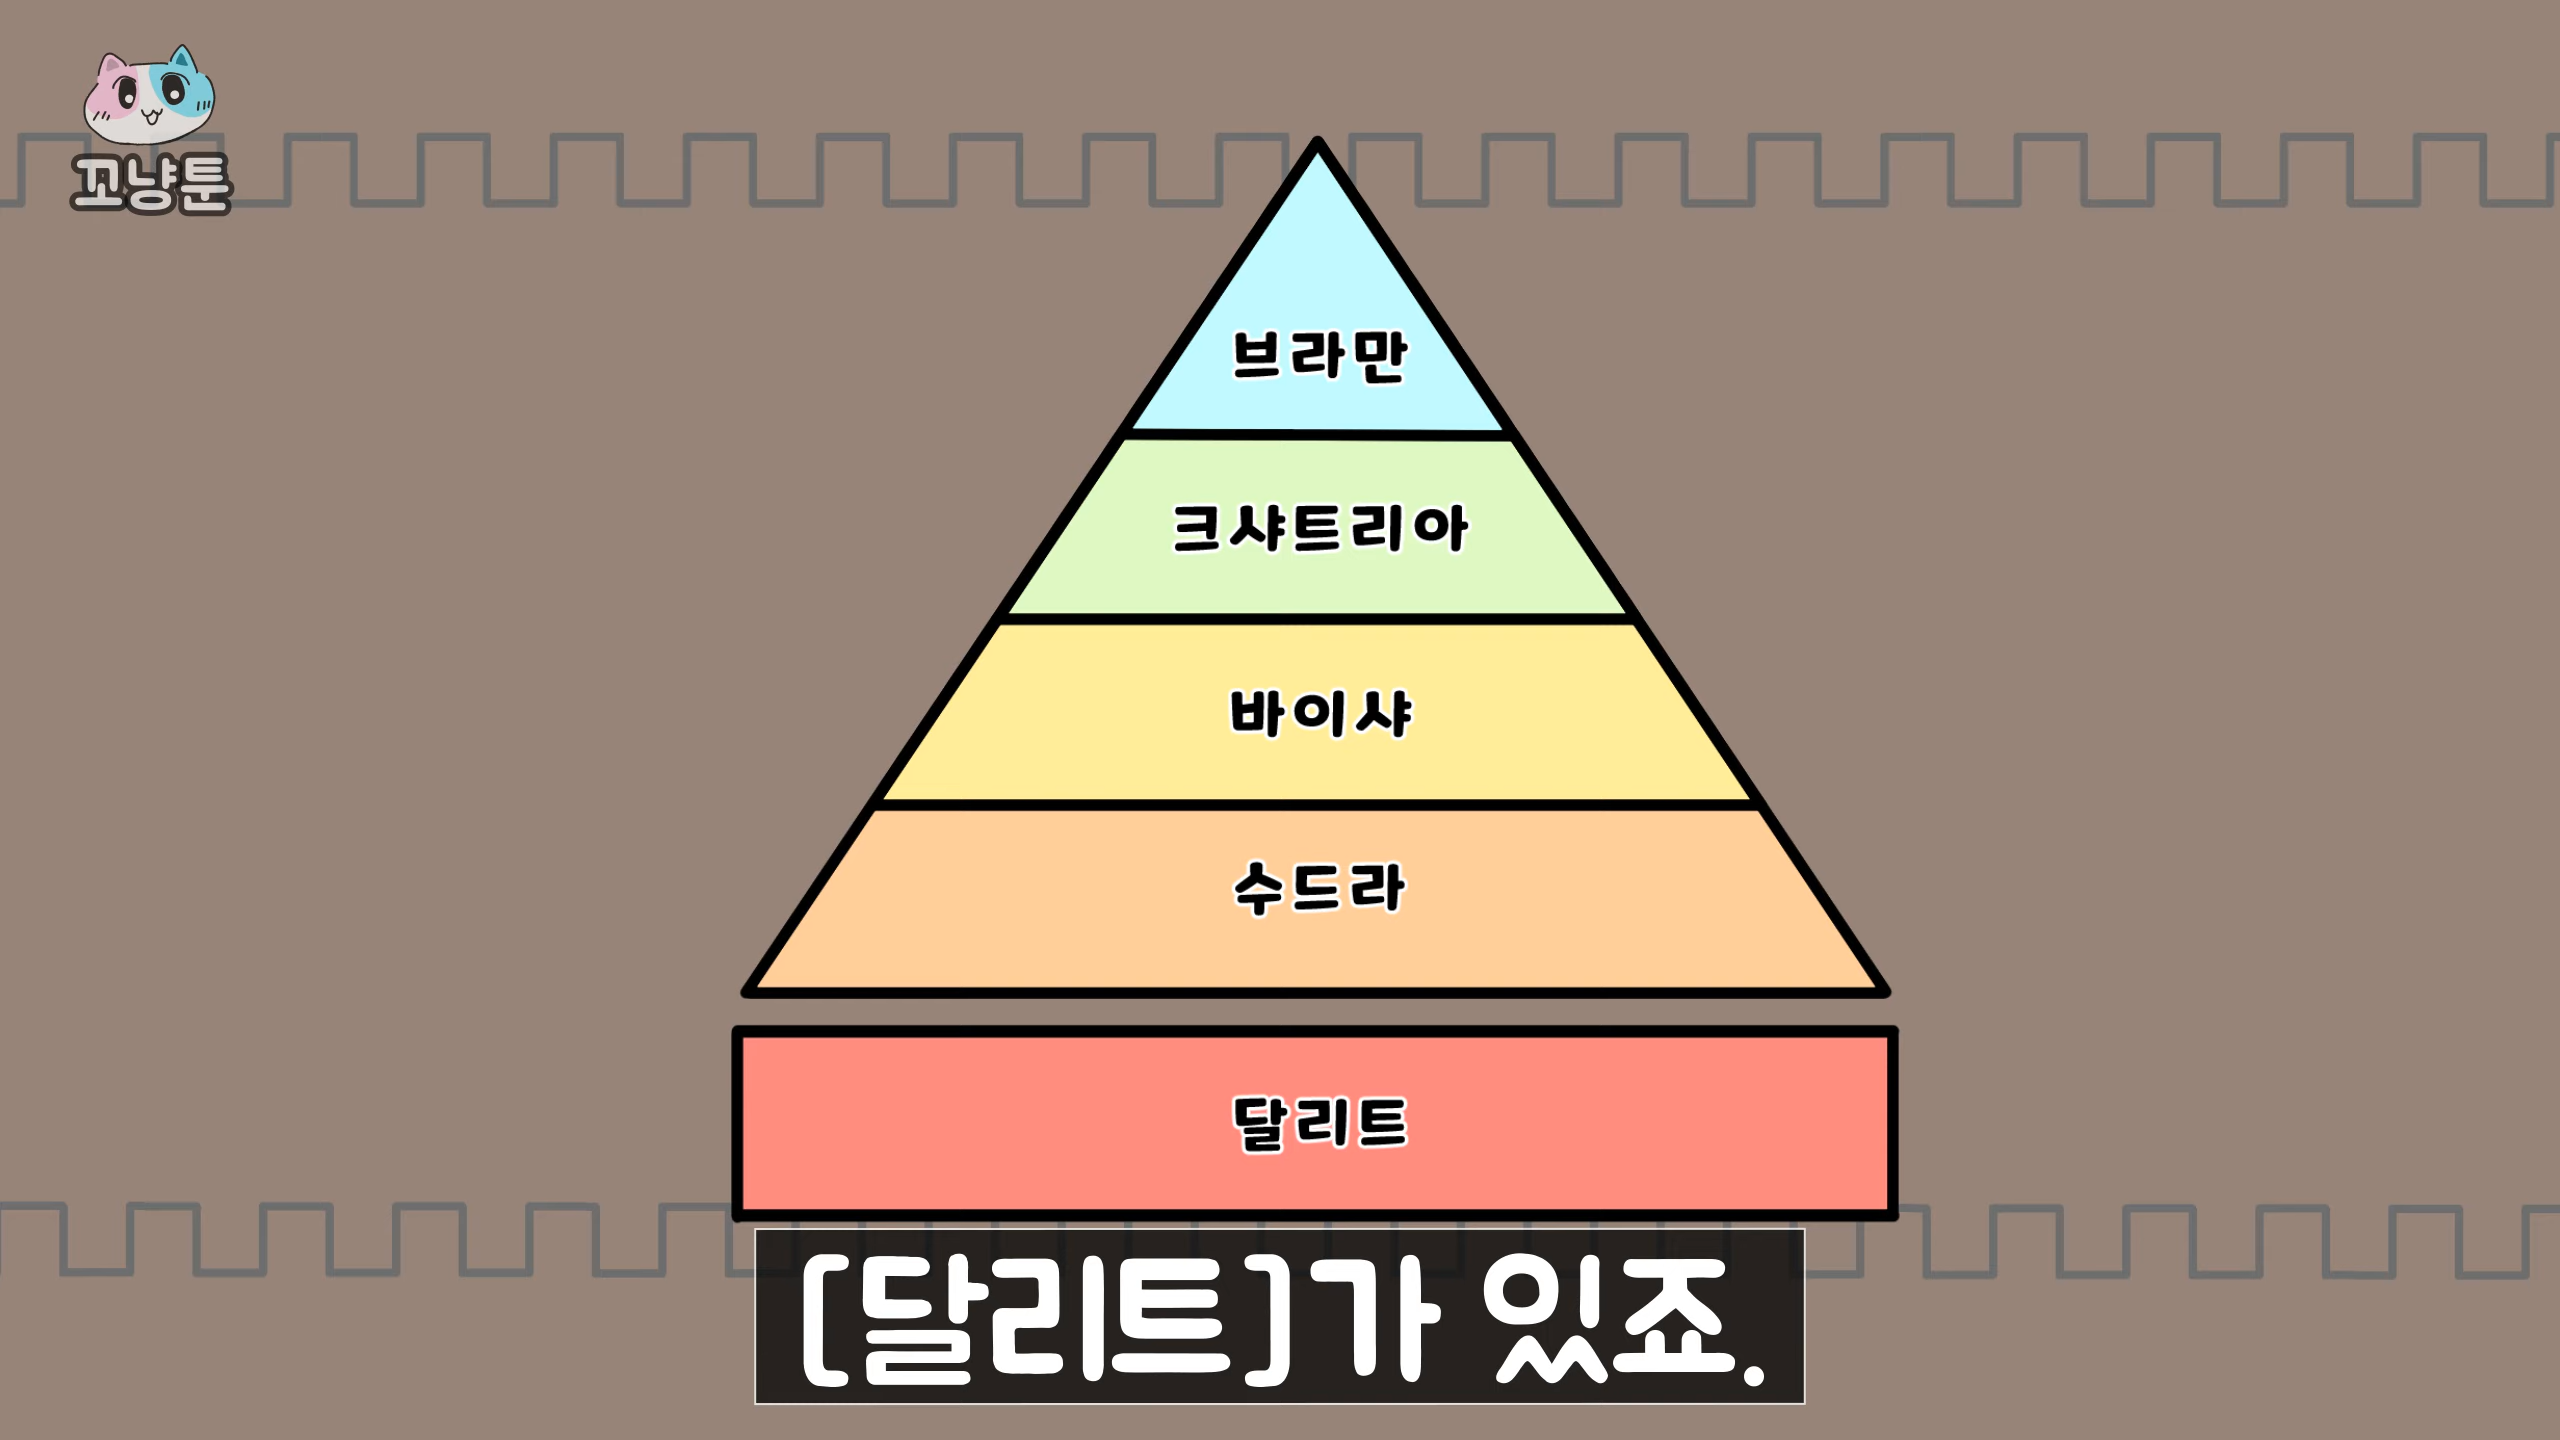 꼬냥툰
브라만
크샤트리아
바이샤
수드라
달리트
[달리트]가 있죠.